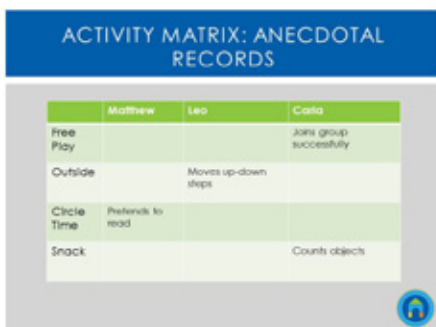 ACTIVITY MATRIX: ANECDOTAL
RECORDS
Matthew Leo Carla
Free
Play
Joins group
successfully
Outside
Moves up-down
steps
Circle
Time
Pretends to
read
Snack
Counts objects